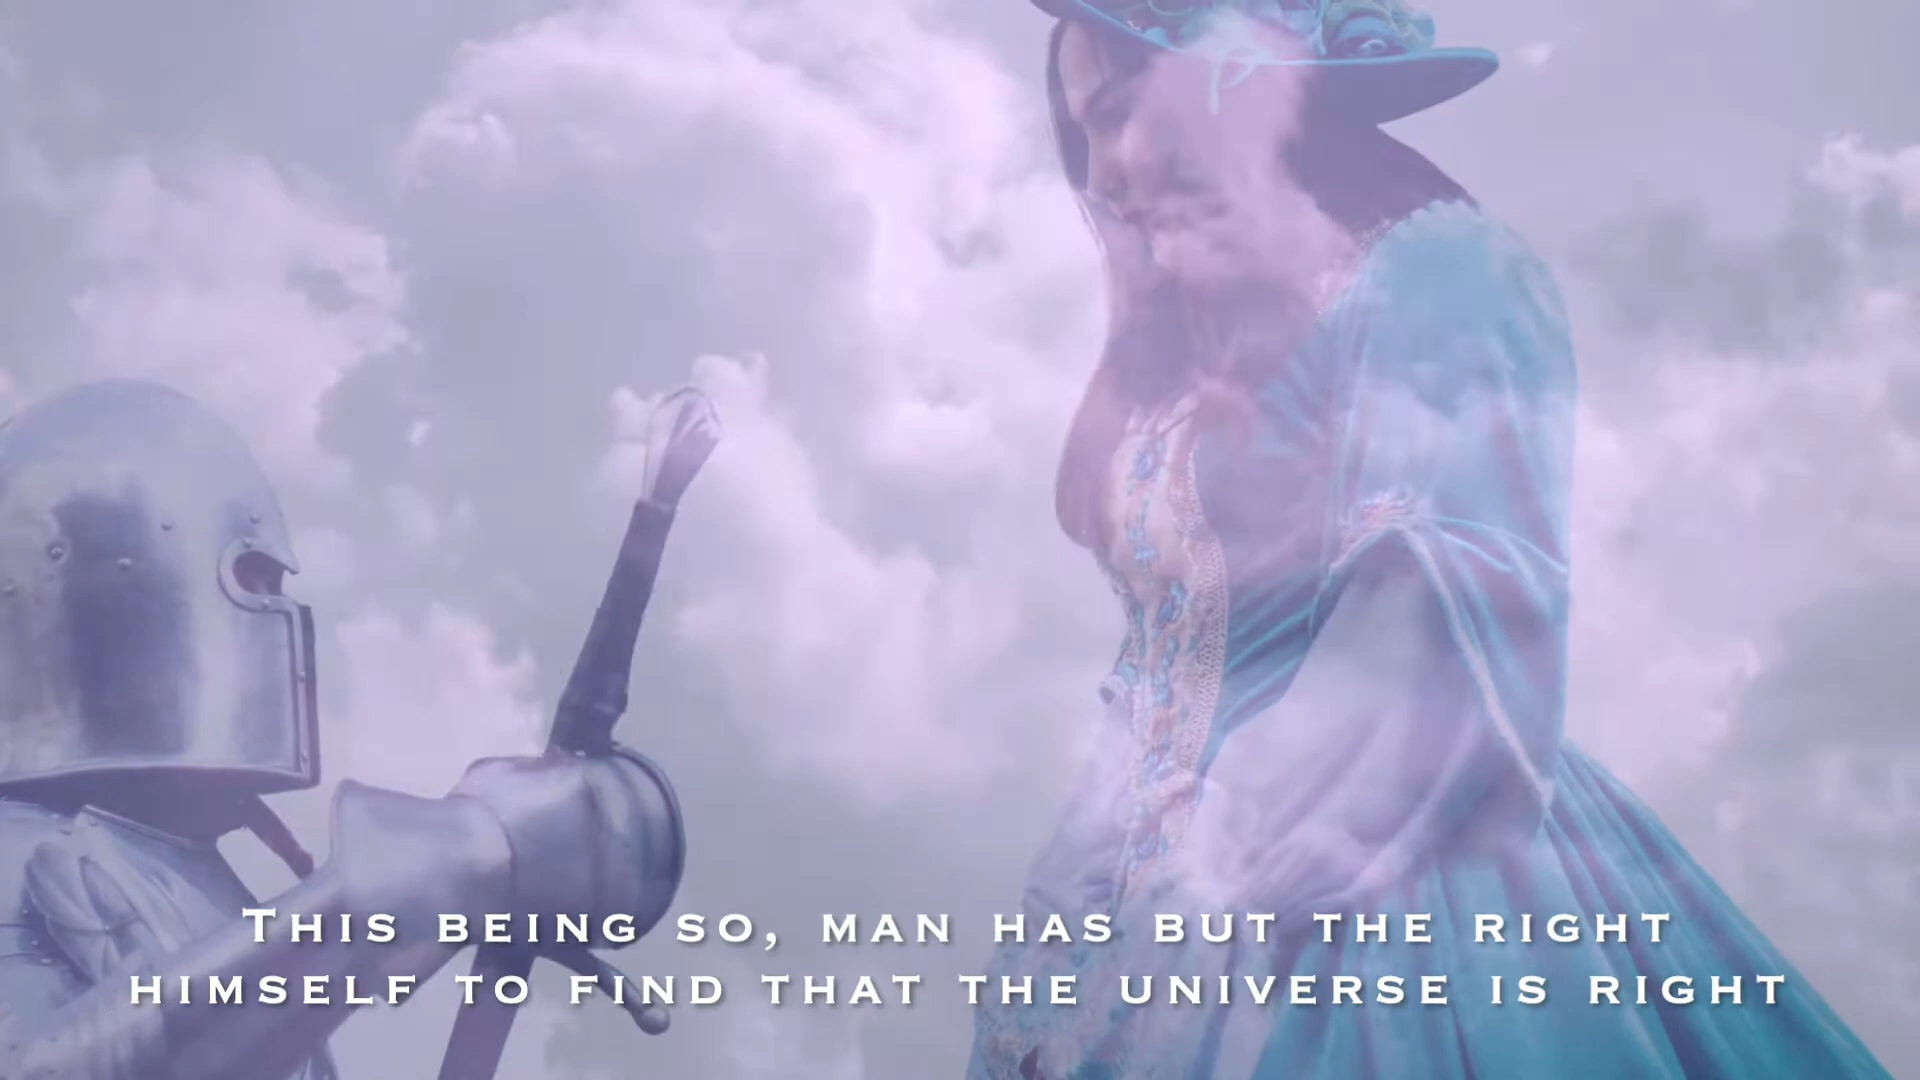 THIS BEING SO, MAN HAS BUT THE RIGHT
HIMSELF TO FIND THAT THE UNIVERSE IS RIGHT